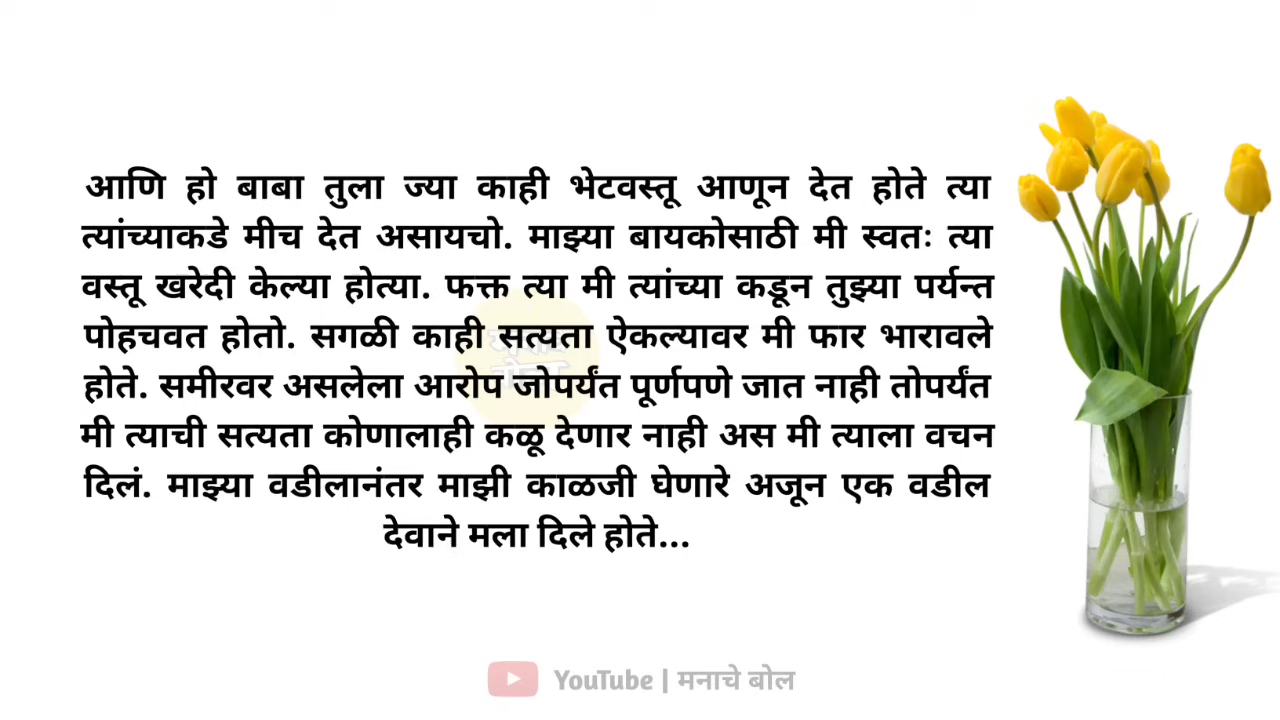 आणि हो बाबा तुला ज्या काही भेटवस्तू आणून देत होते त्या
त्यांच्याकडे मीच देत असायचो. माझ्या बायकोसाठी मी स्वतः त्या
वस्तू खरेदी केल्या होत्या. फक्त त्या मी त्यांच्या कडून तुझ्या पर्यन्त
पोहचवत होतो. सगळी काही सत्यता ऐकल्यावर मी फार भारावले
होते. समीरवर असलेला आरोप जोपर्यंत पूर्णपणे जात नाही तोपर्यंत
मी त्याची सत्यता कोणालाही कळू देणार नाही अस मी त्याला वचन
दिलं. माझ्या वडीलानंतर माझी काळजी घेणारे अजून एक वडील
देवाने मला दिले होते...
YouTube | मनाचे बोल